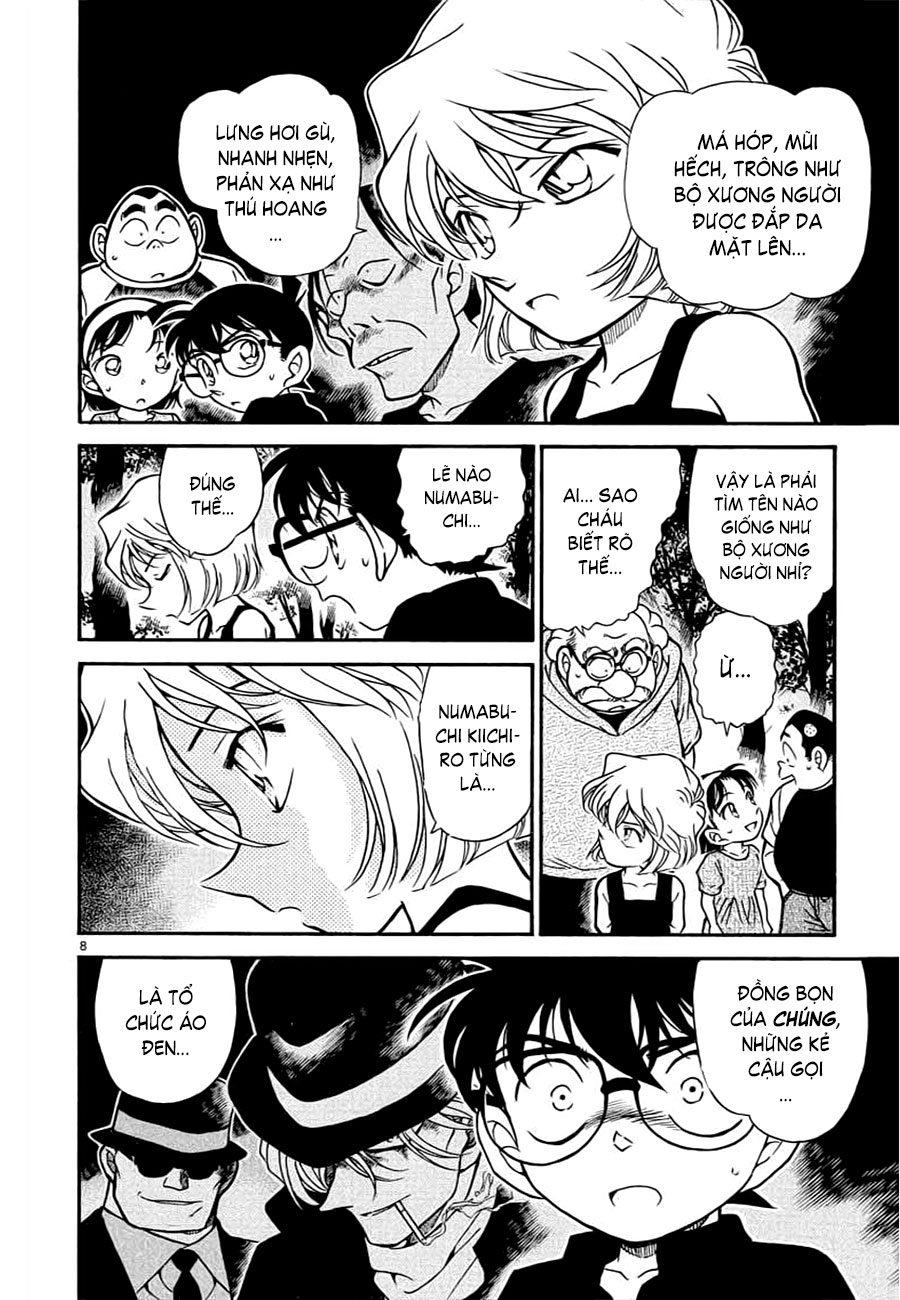 MÁ HÓP, MŨI
HẾCH, TRÔNG NHƯ
BỘ XƯƠNG NGƯỜI
ĐƯỢC ĐẮP DA
MẶT LÊN...
LƯNG HƠI GÙ,
NHANH NHẸN,
PHẢN XẠ NHƯ
THÚ HOANG
...
VẬY LÀ PHẢI
TÌM TÊN NÀO
GIỐNG NHƯ
BỘ XƯƠNG
NGƯỜI NHỈ?
Ừ...
AI... SAO
CHÁU
BIẾT RÕ
THẾ...
LẼ NÀO
NUMABU-
CHI...
ĐÚNG
THẾ...
NUMABU-
CHI KIICHI-
RO TỪNG
LÀ...
8
ĐỒNG BỌN
CỦA CHÚNG,
NHỮNG KẺ
CẬU GỌI
...
LÀ TỔ
CHỨC ÁO
ĐEN...